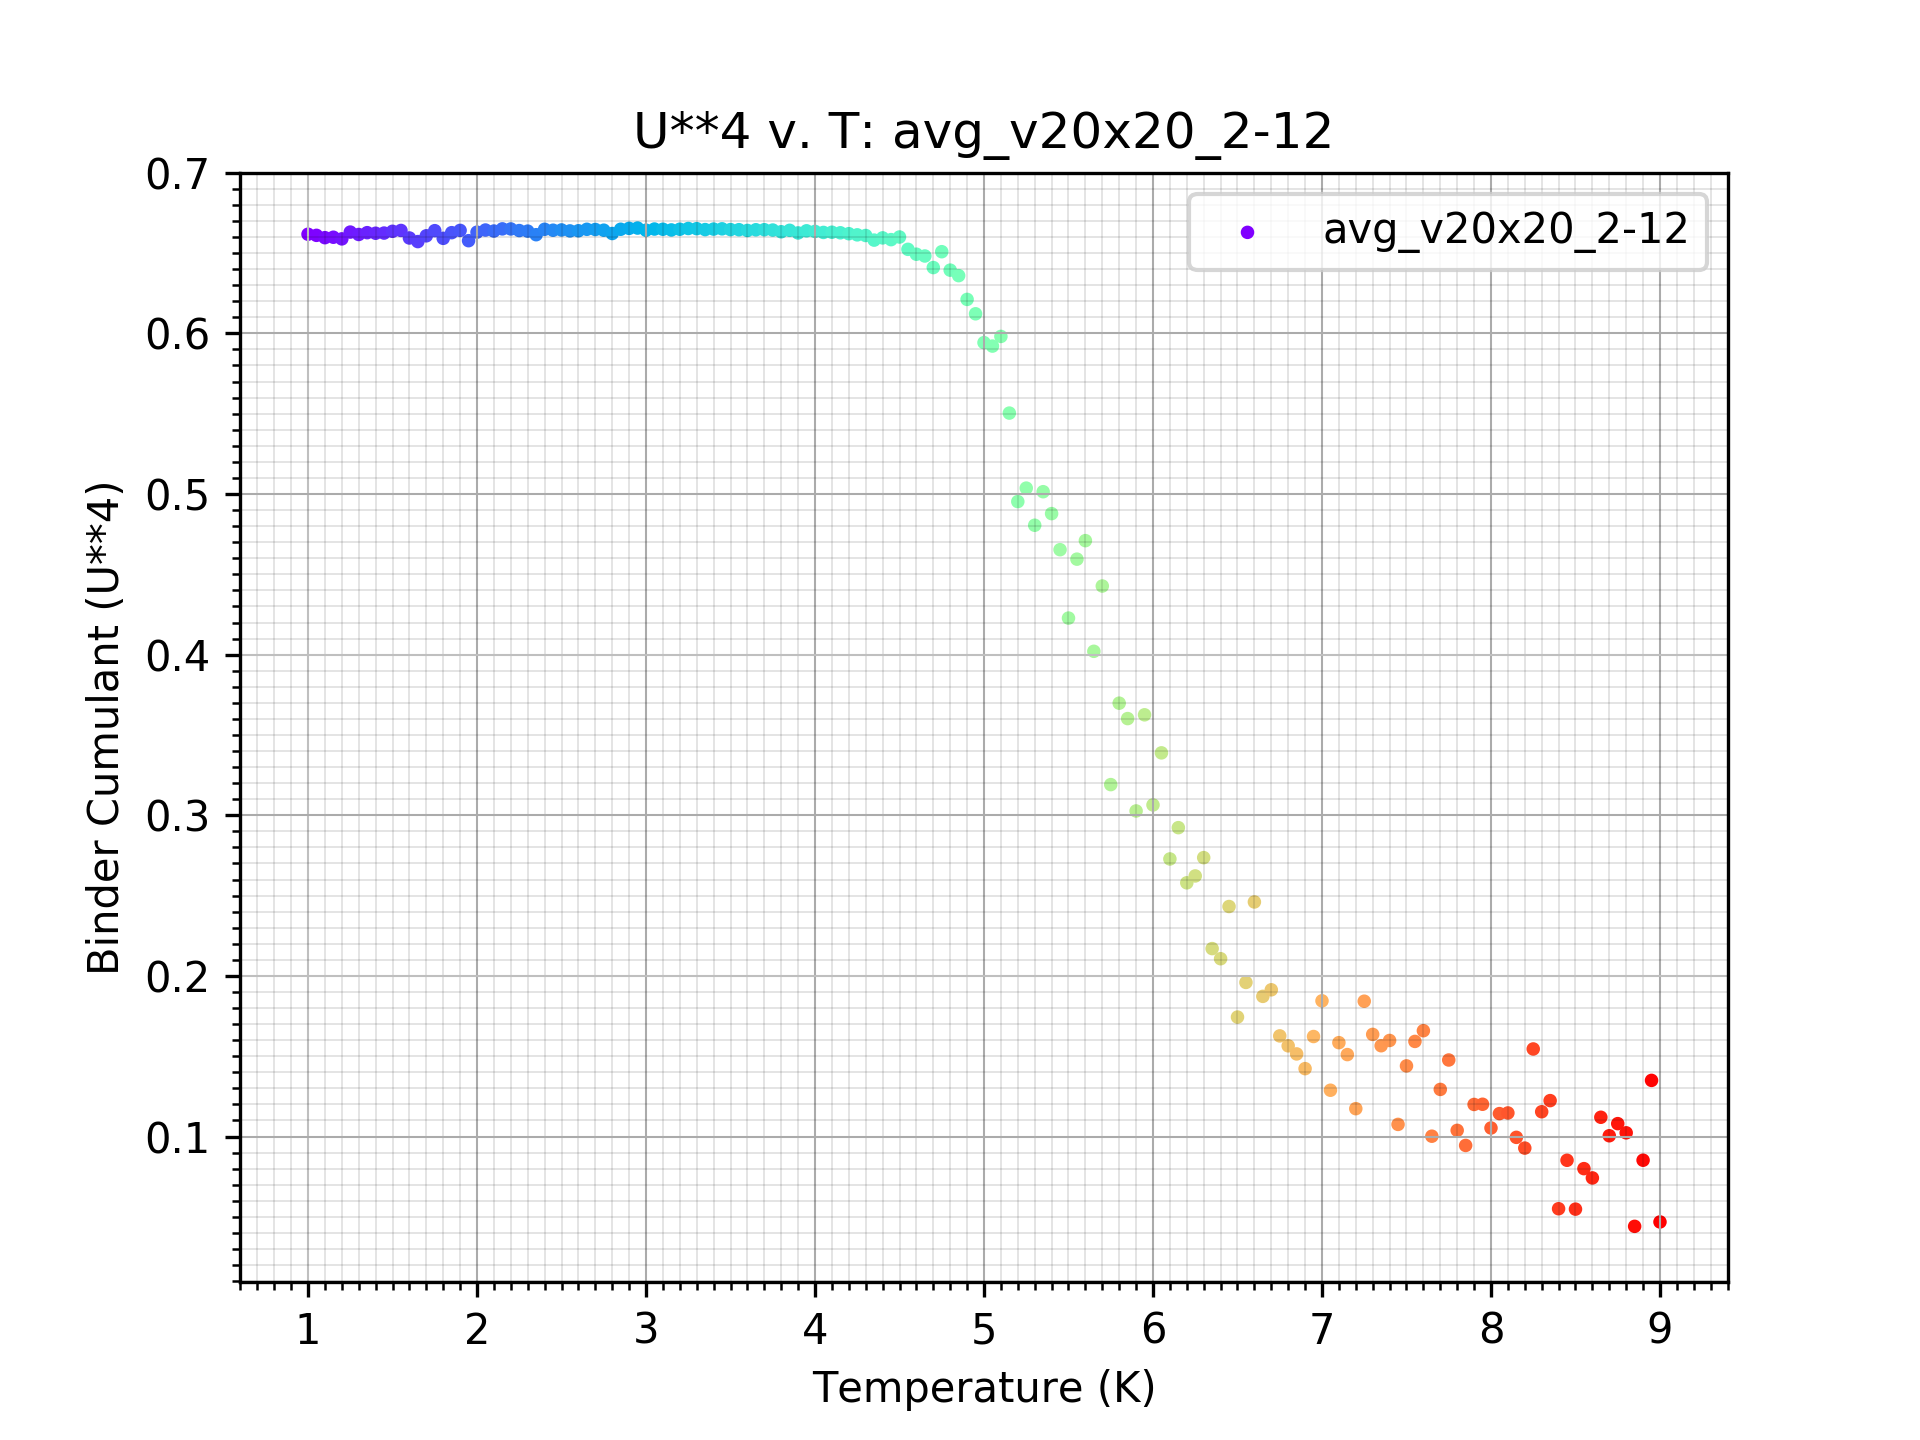 U**4 v. T: avg_v20x20_2-12
avg_v20x20_2-12
Binder Cumulant (U**4)
0.7
0.6
0.5
0.4
0.3
0.2
0.1
1 2 3 4 5 6 7 8 9
Temperature (K)